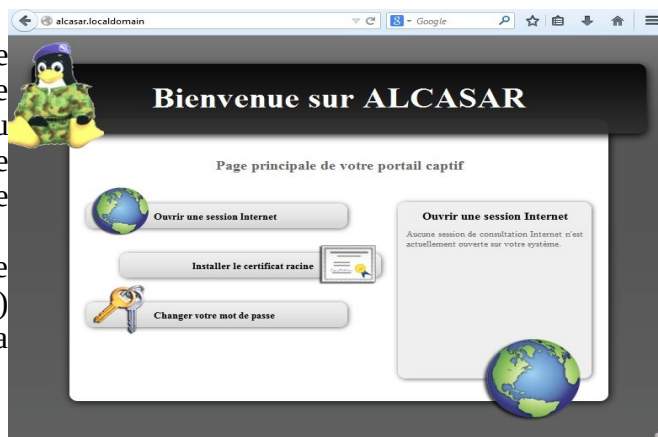 alcasar.localdomain
Google
Bienvenue sur ALCASAR
Page principale de votre portail captif
Ouvrir une session Internet
Installer le certificat racine
Changer votre mot de passe
Ouvrir une session Internet
Aucune session de consultation Internet n'est
actuellement ouverte sur votre système.